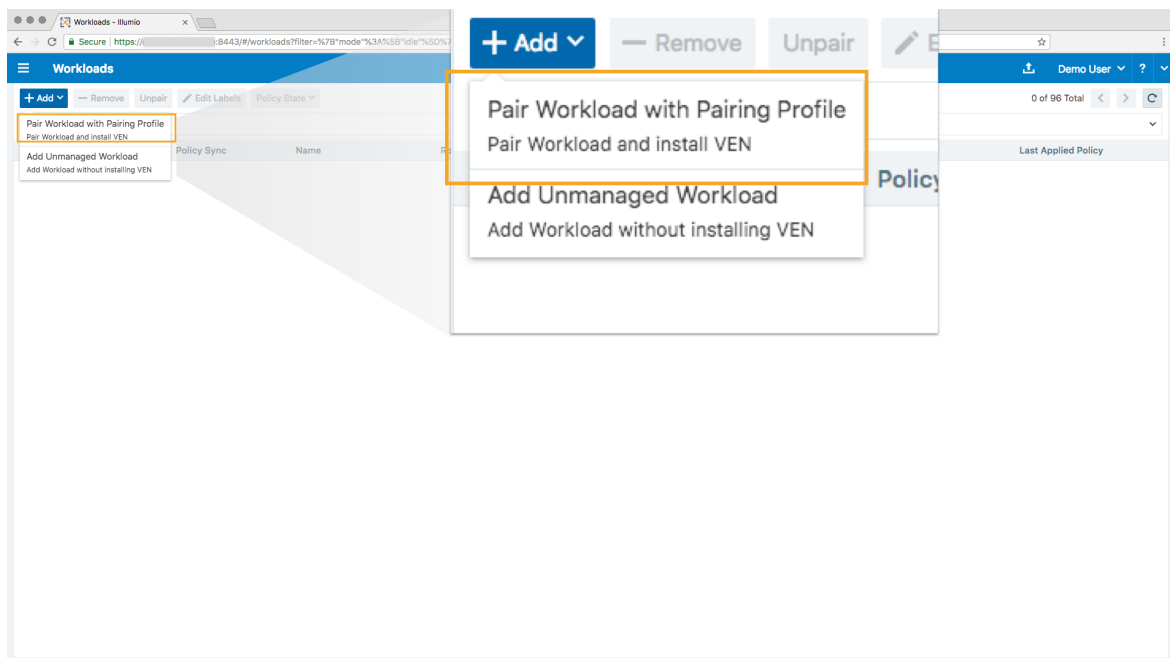 Workloads - Illumio
Secure https:// :8443/#/workloads?filter=%7B"mode"%3A%5B"idle"%5D%7
Workloads
Demo User ?
+ Add — Remove Unpair Edit Labels Policy State
0 of 96 Total
Pair Workload with Pairing Profile
Pair Workload and install VEN
Add Unmanaged Workload
Add Workload without installing VEN
Policy Sync Name Last Applied Policy
+ Add — Remove Unpair E
Pair Workload with Pairing Profile
Pair Workload and install VEN
Add Unmanaged Workload
Add Workload without installing VEN
Policy